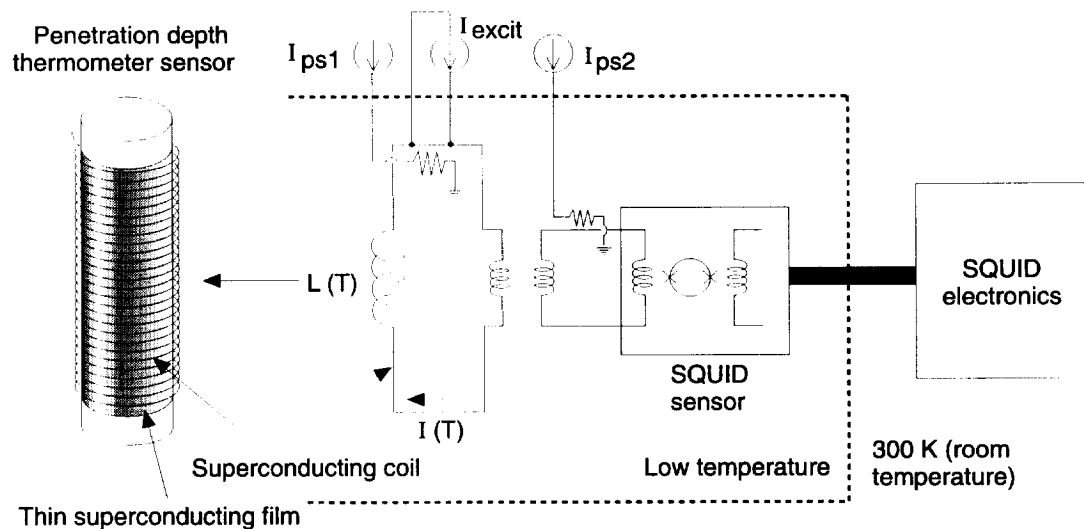 Penetration depth
thermometer sensor
I ps1
I excit
I ps2
L (T)
I (T)
SQUID
sensor
SQUID
electronics
Superconducting coil
Thin superconducting film
Low temperature
300 K (room
temperature)